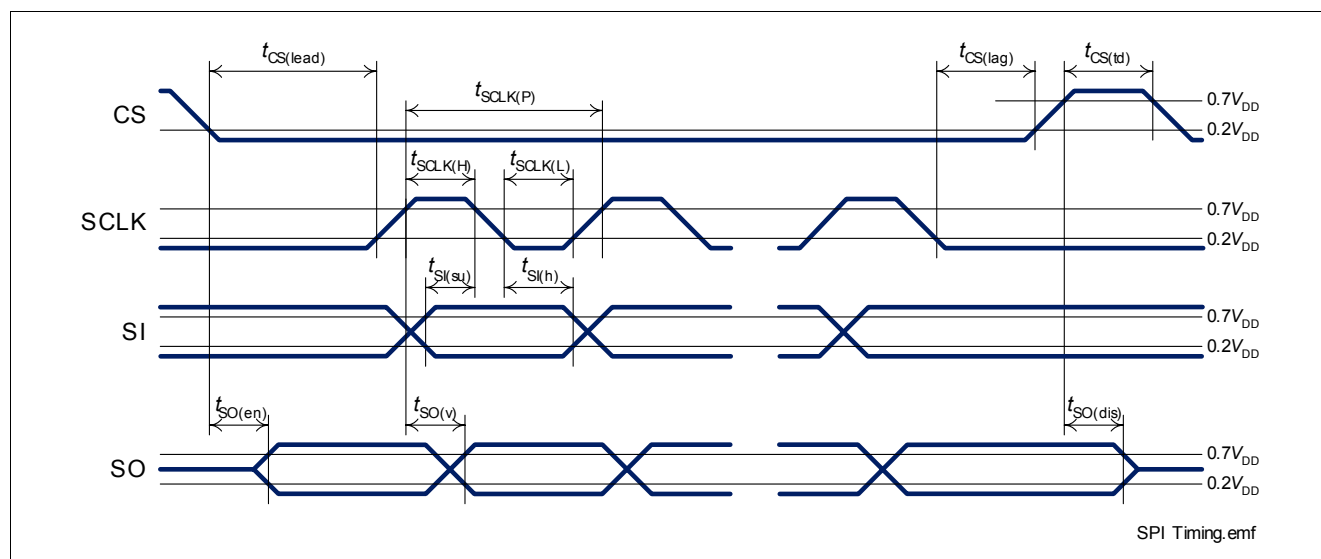 tCS(lead)
tCS(lag)
tCS(td)
tSCLK(P)
CS
0.7VDD
0.2VDD
tSCLK(H)
tSCLK(L)
SCLK
0.7VDD
0.2VDD
tSI(su)
tSI(h)
SI
0.7VDD
0.2VDD
tSO(en)
tSO(v)
tSO(dis)
SO
0.7VDD
0.2VDD
SPI Timing.emf